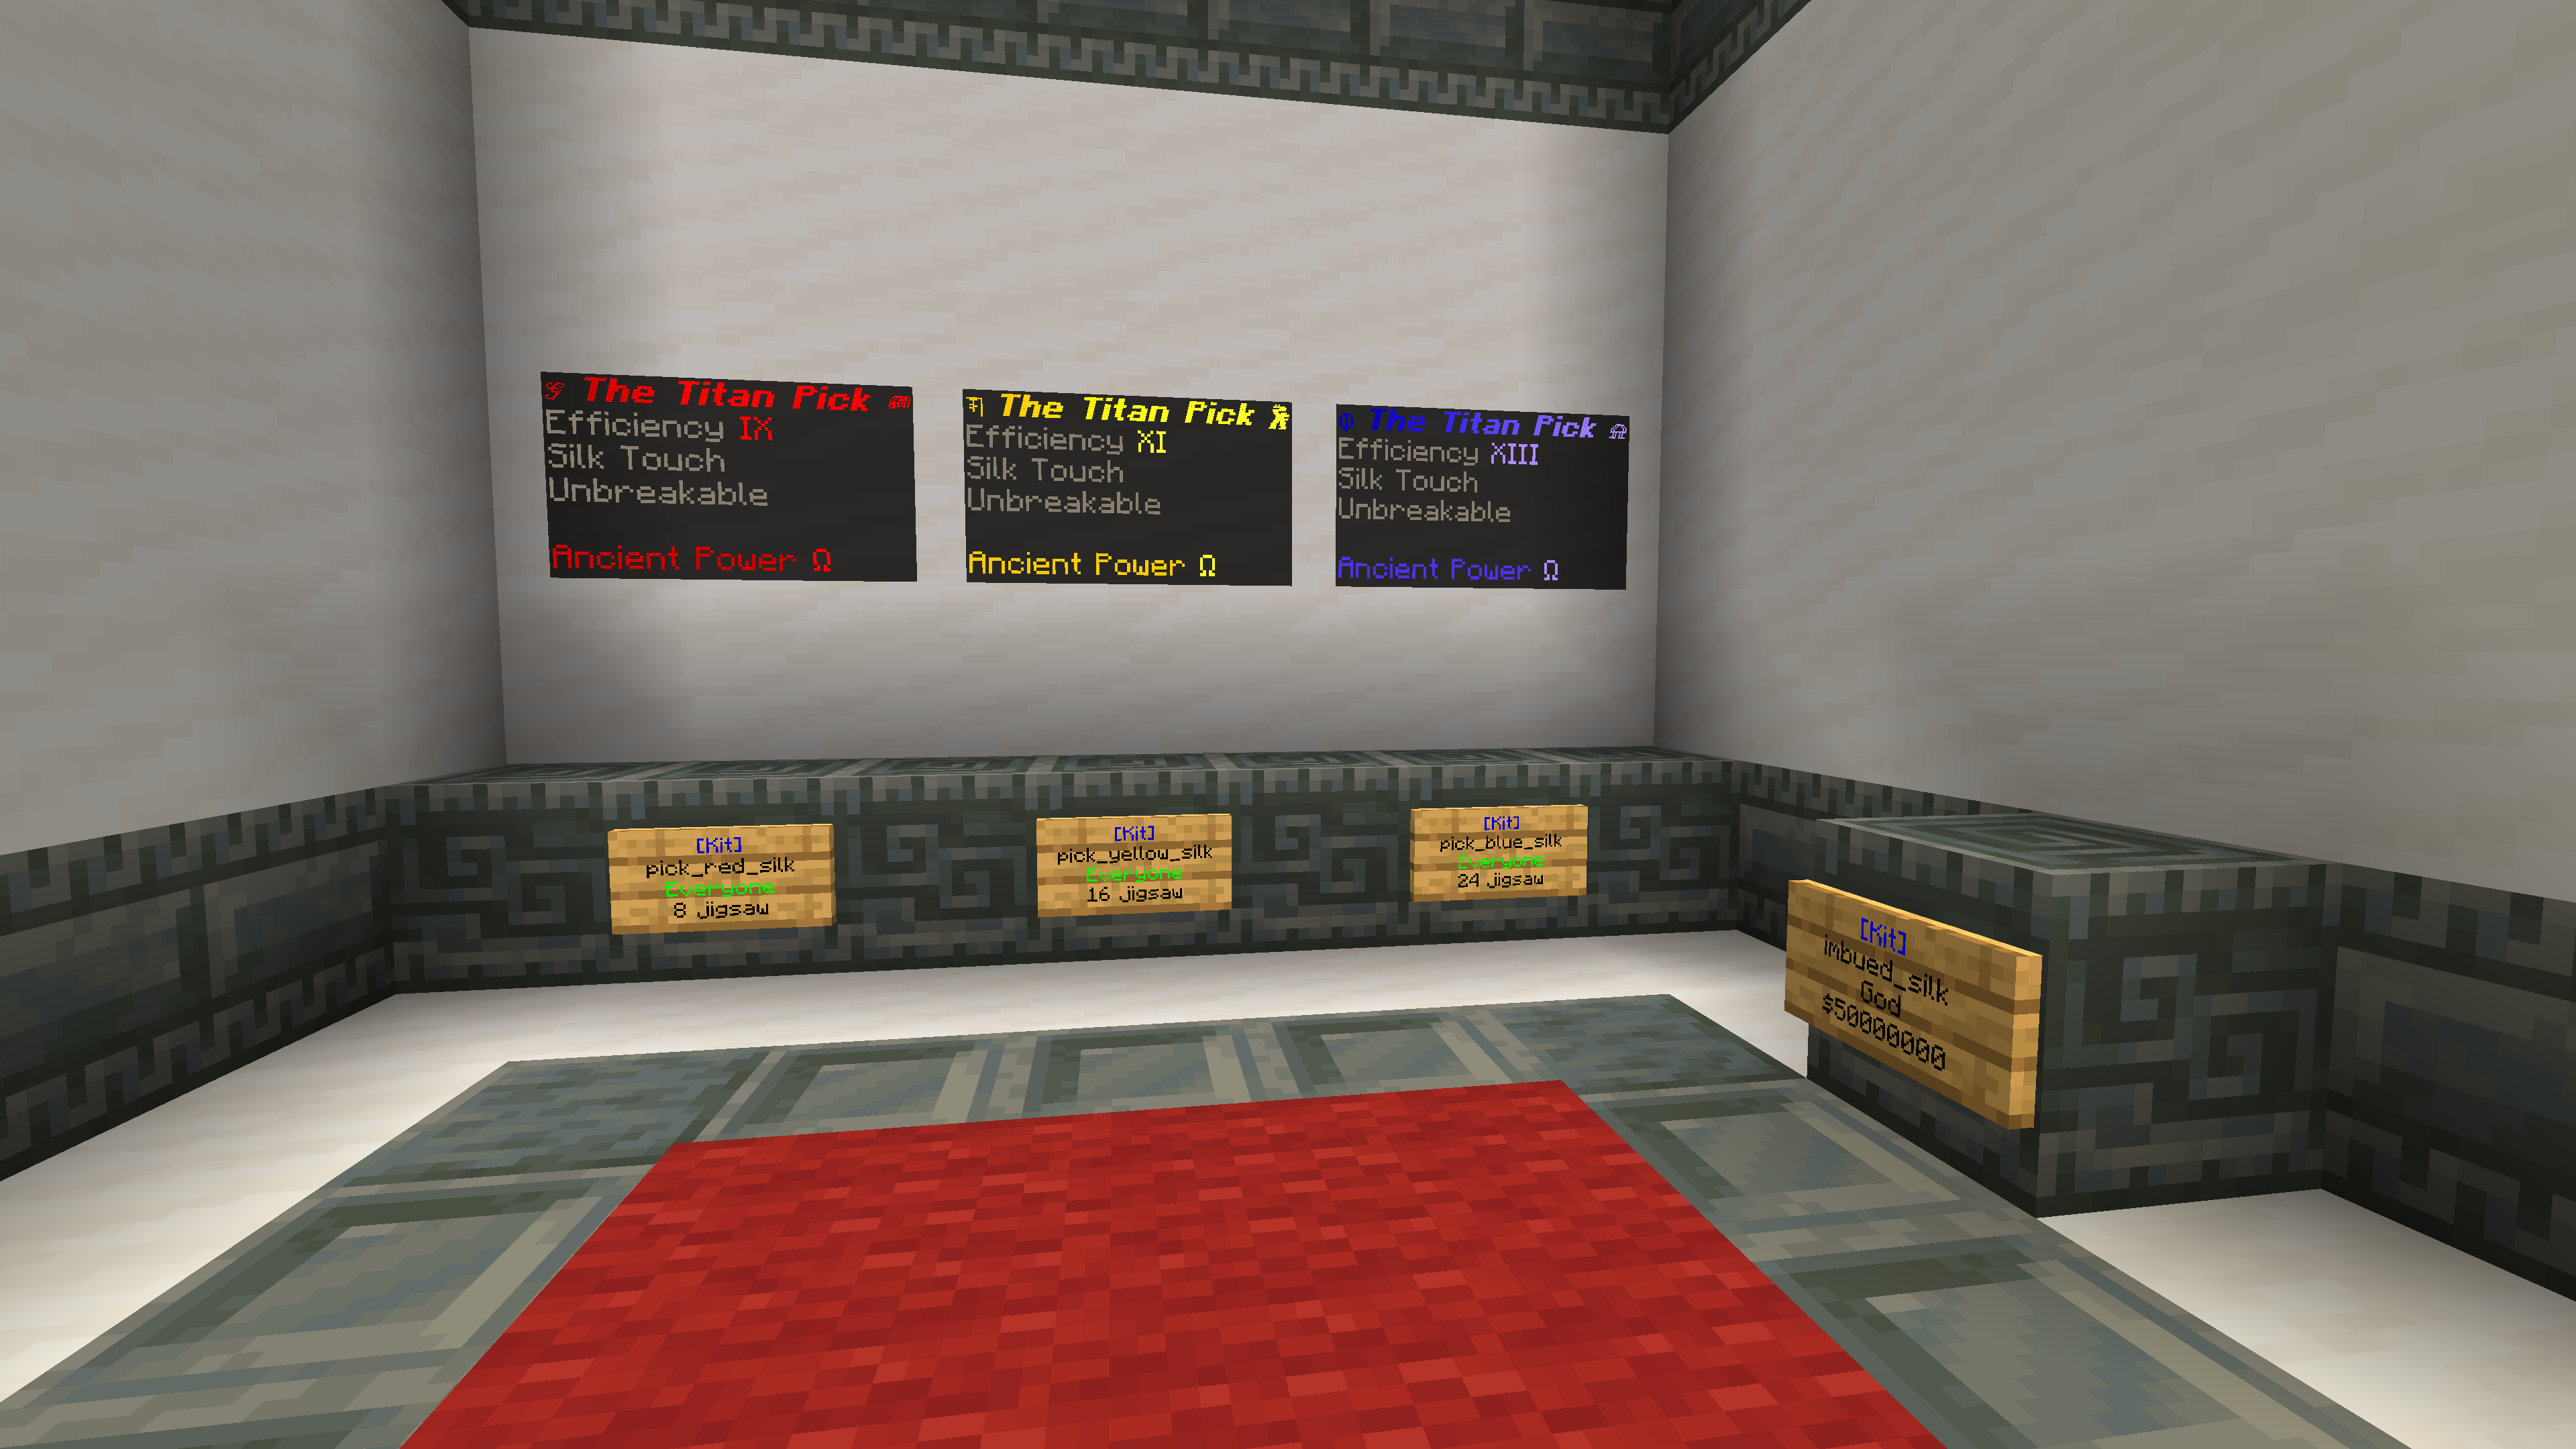 The Titan Pick
Efficiency IX
Silk Touch
Unbreakable
Ancient Power Ω
The Titan Pick
Efficiency XI
Silk Touch
Unbreakable
Ancient Power Ω
The Titan Pick
Efficiency XIII
Silk Touch
Unbreakable
Ancient Power Ω
[Kit]
pick_red_silk
Everyone
8 jigsaw
[Kit]
pick_yellow_silk
Everyone
16 jigsaw
[Kit]
pick_blue_silk
Everyone
24 jigsaw
[Kit]
imbued_silk
God
$50000000